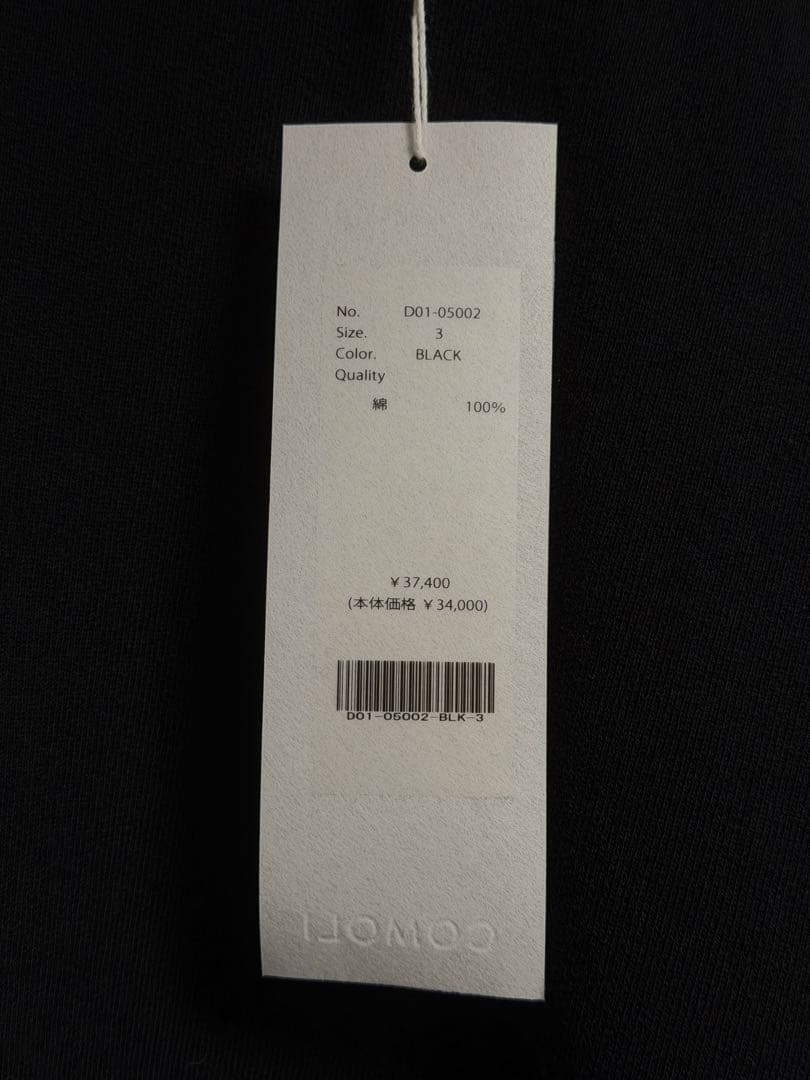 No. D01-05002
Size. 3
Color. BLACK
Quality
綿 100%
¥37,400
(本体価格 ¥34,000)
D01-05002-BLK-3
COMOLI